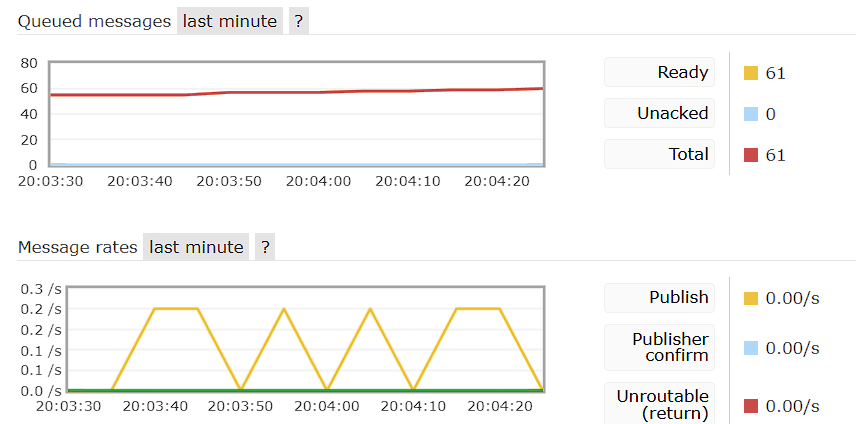 Queued messages last minute ?
80
60
40
20
0
20:03:30 20:03:40 20:03:50 20:04:00 20:04:10 20:04:20
Ready 61
Unacked 0
Total 61
Message rates last minute ?
0.3 /s
0.2 /s
0.2 /s
0.1 /s
0.1 /s
0.0 /s
20:03:30 20:03:40 20:03:50 20:04:00 20:04:10 20:04:20
Publish 0.00/s
Publisher
confirm 0.00/s
Unroutable
(return) 0.00/s